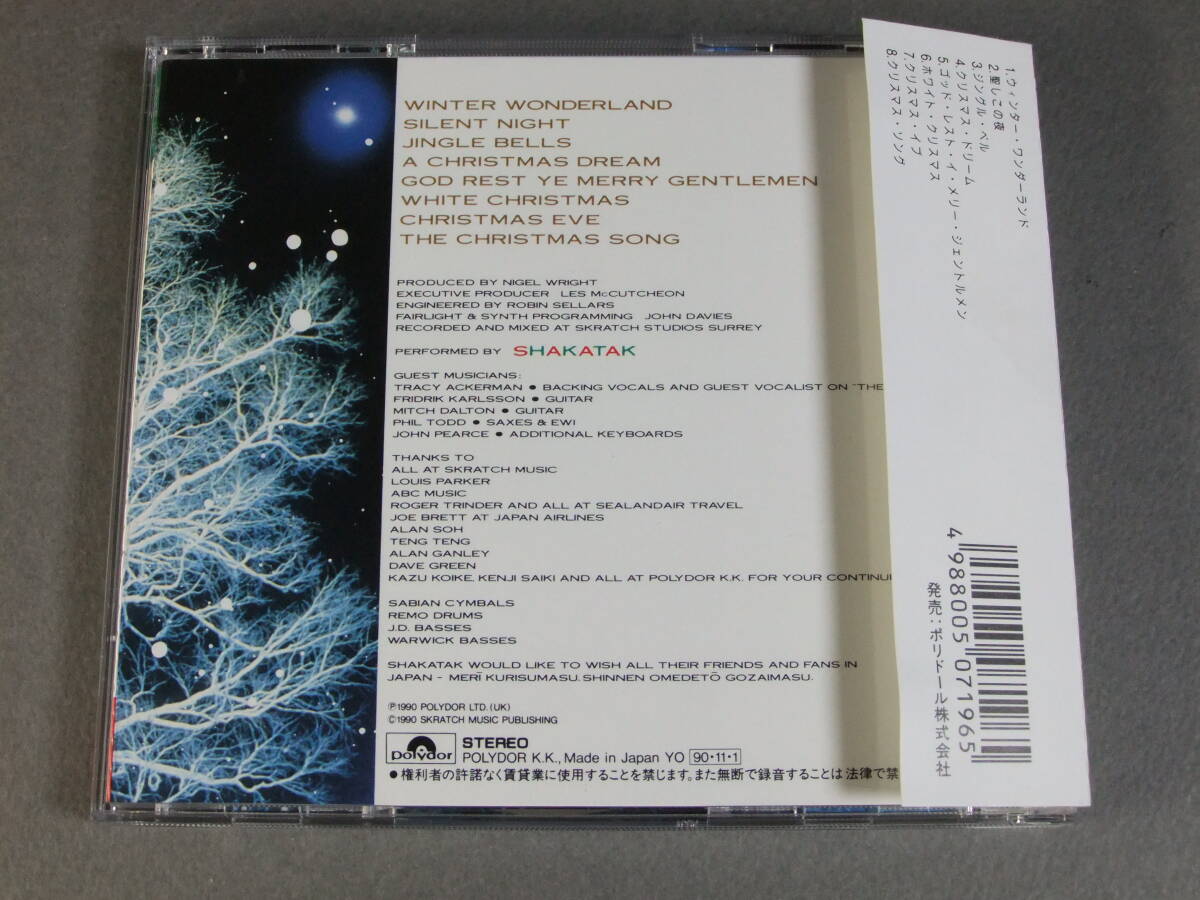 WINTER WONDERLAND
SILENT NIGHT
JINGLE BELLS
A CHRISTMAS DREAM
GOD REST YE MERRY GENTLEMEN
WHITE CHRISTMAS
CHRISTMAS EVE
THE CHRISTMAS SONG
PRODUCED BY NIGEL WRIGHT
EXECUTIVE PRODUCER LES McCUTCHEON
ENGINEERED BY ROBIN SELLARS
FAIRLIGHT & SYNTH PROGRAMMING JOHN DAVIES
RECORDED AND MIXED AT SKRATCH STUDIOS SURREY
PERFORMED BY SHAKATAK
GUEST MUSICIANS:
TRACY ACKERMAN ● BACKING VOCALS AND GUEST VOCALIST ON "THE
FRIDRIK KARLSSON ● GUITAR
MITCH DALTON ● GUITAR
PHIL TODD ● SAXES & EWI
JOHN PEARCE ● ADDITIONAL KEYBOARDS
THANKS TO
ALL AT SKRATCH MUSIC
LOUIS PARKER
ABC MUSIC
ROGER TRINDER AND ALL AT SEALANDAIR TRAVEL
JOE BRETT AT JAPAN AIRLINES
ALAN SOH
TENG TENG
ALAN GANLEY
DAVE GREEN
KAZU KOIKE, KENJI SAIKI AND ALL AT POLYDOR K.K. FOR YOUR CONTINU
SABIAN CYMBALS
REMO DRUMS
J.D. BASSES
WARWICK BASSES
SHAKATAK WOULD LIKE TO WISH ALL THEIR FRIENDS AND FANS IN
JAPAN – MERĪ KURISUMASU. SHINNEN OMEDETŌ GOZAIMASU.
℗1990 POLYDOR LTD. (UK)
©1990 SKRATCH MUSIC PUBLISHING
polydor STEREO
POLYDOR K.K., Made in Japan YO 90・11・1
●権利者の許諾なく賃貸業に使用することを禁じます。また無断で録音することは法律で禁
1.ウィンター・ワンダーランド
2.聖しこの夜
3.ジングル・ベル
4.クリスマス・ドリーム
5.ゴッド・レスト・イ・メリー・ジェントルメン
6.ホワイト・クリスマス
7.クリスマス・イブ
8.クリスマス・ソング
4 988005 071965
発売:ポリドール株式会社